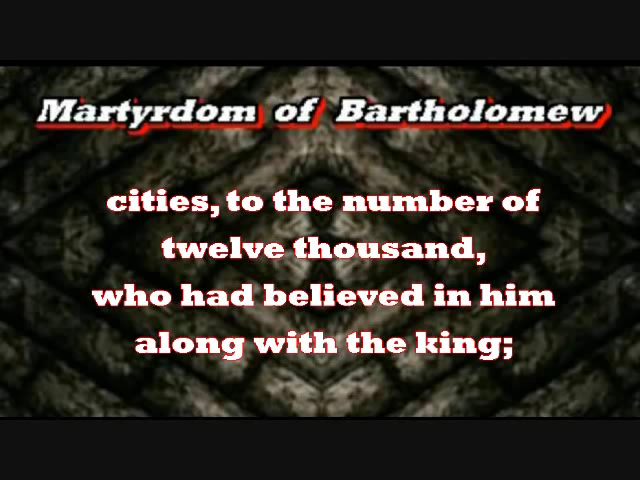 Martyrdom of Bartholomew
cities, to the number of
twelve thousand,
who had believed in him
along with the king;